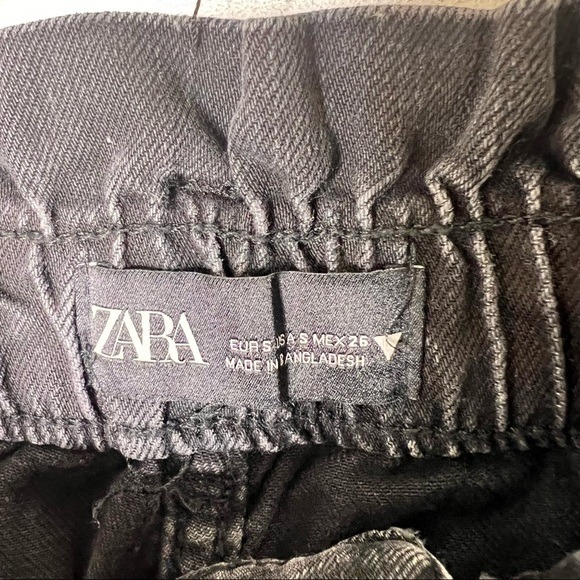 ZARA
EUR S USA S MEX 26
MADE IN BANGLADESH